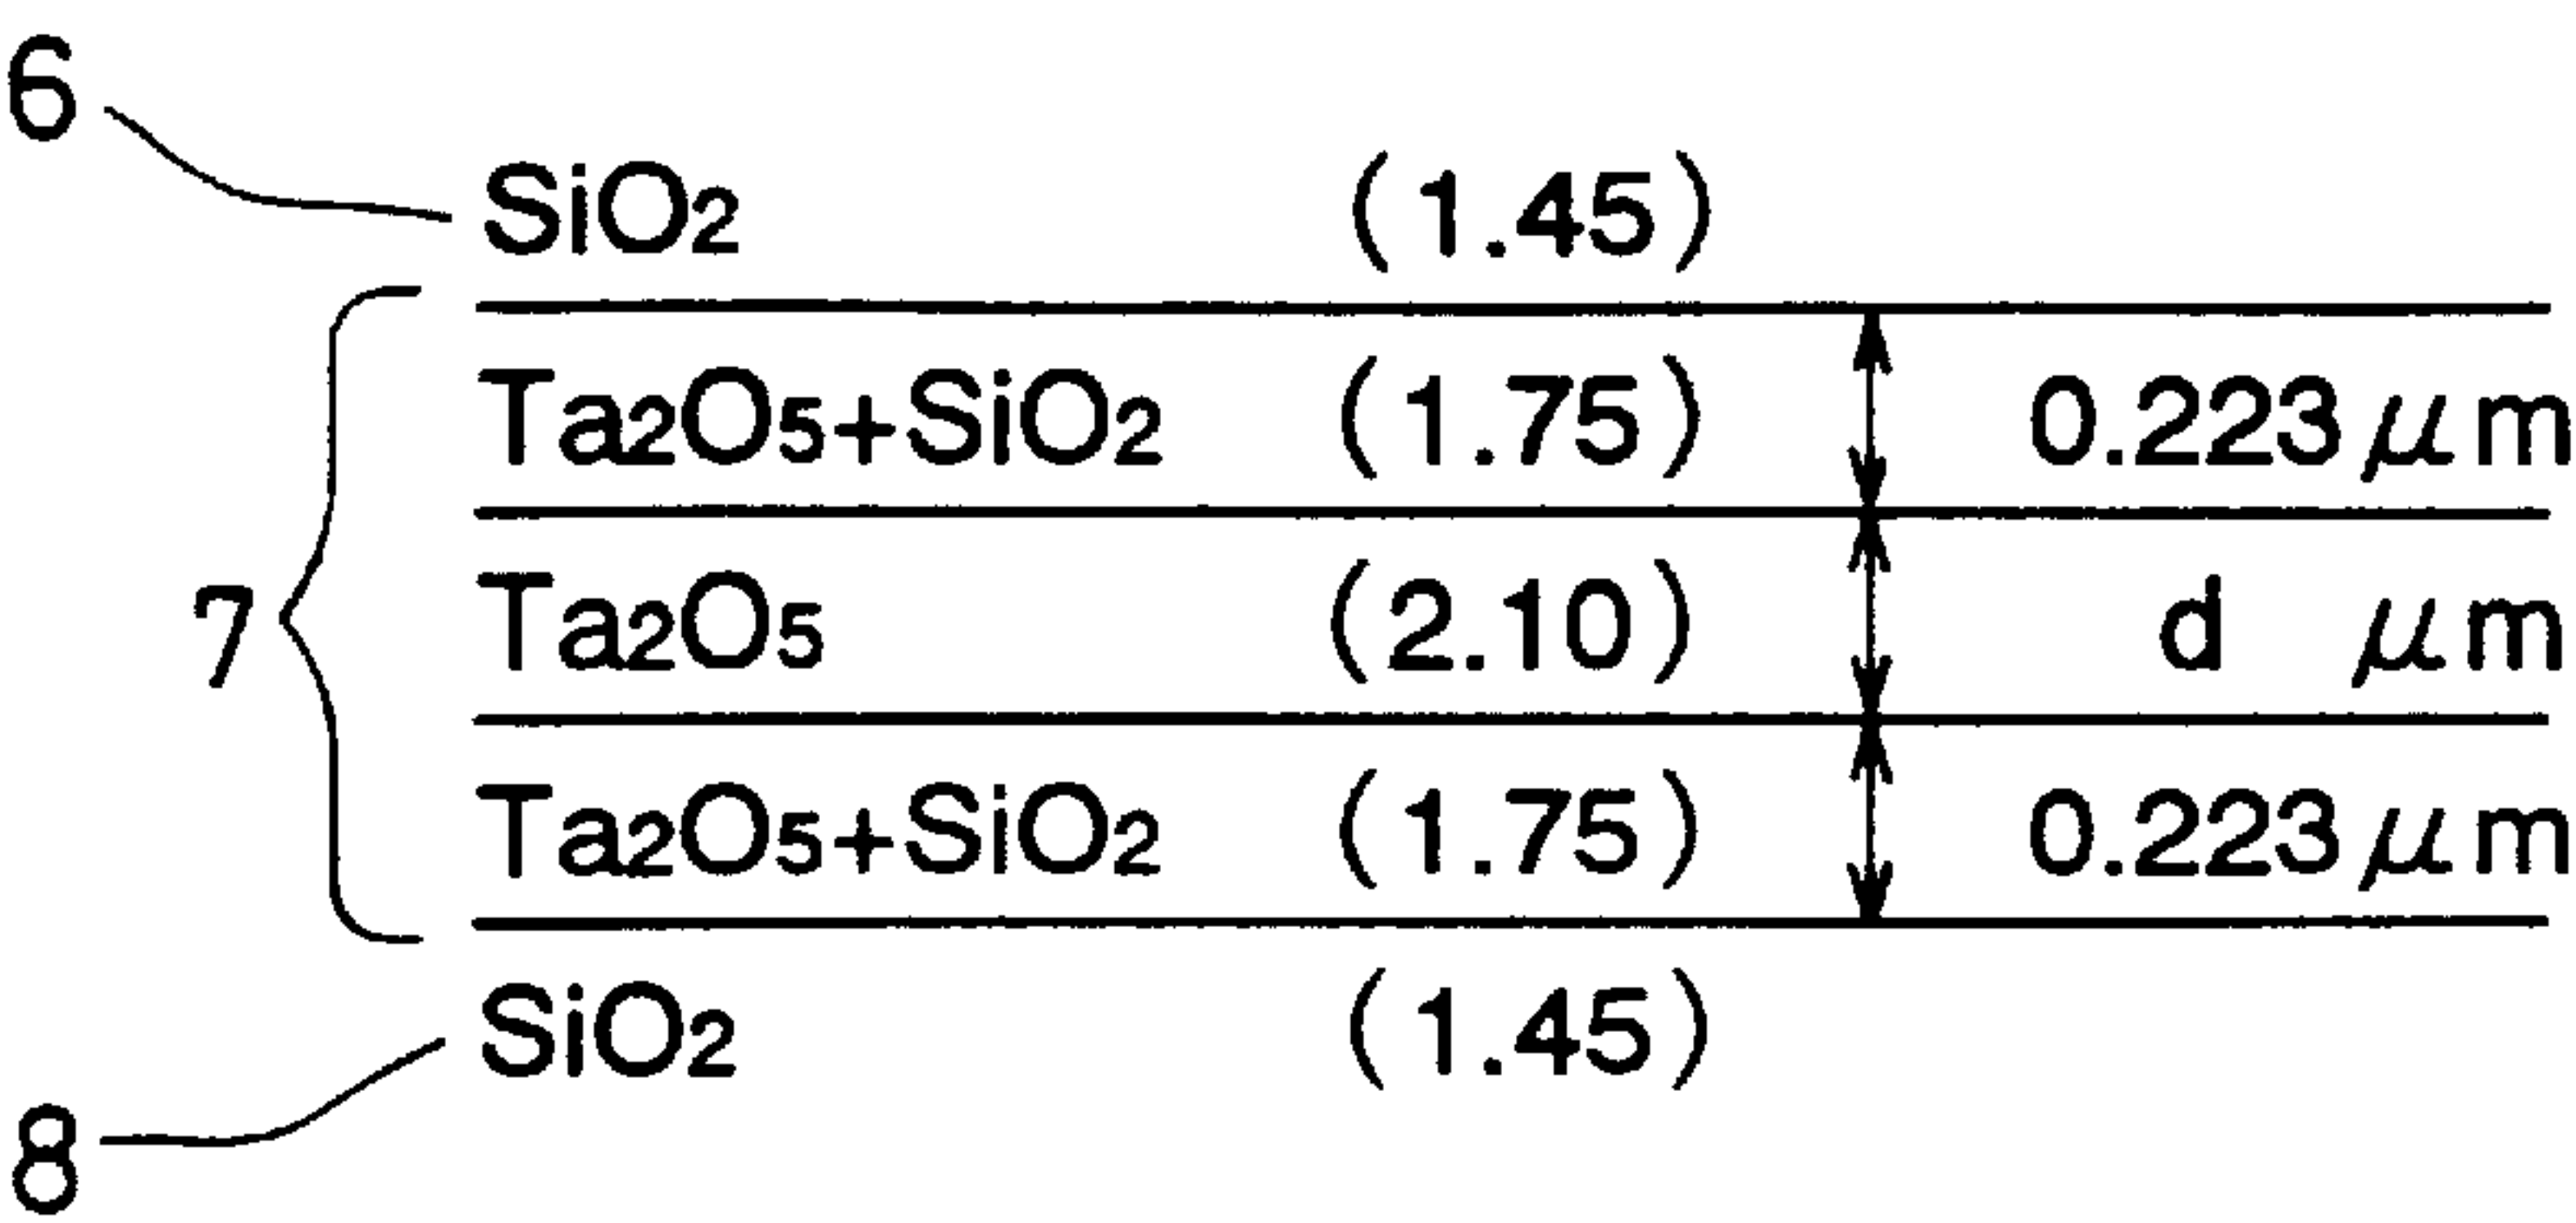 6
SiO₂ (1.45)
Ta₂O₅+SiO₂ (1.75) 0.223μm
7 Ta₂O₅ (2.10) d μm
Ta₂O₅+SiO₂ (1.75) 0.223μm
SiO₂ (1.45)
8